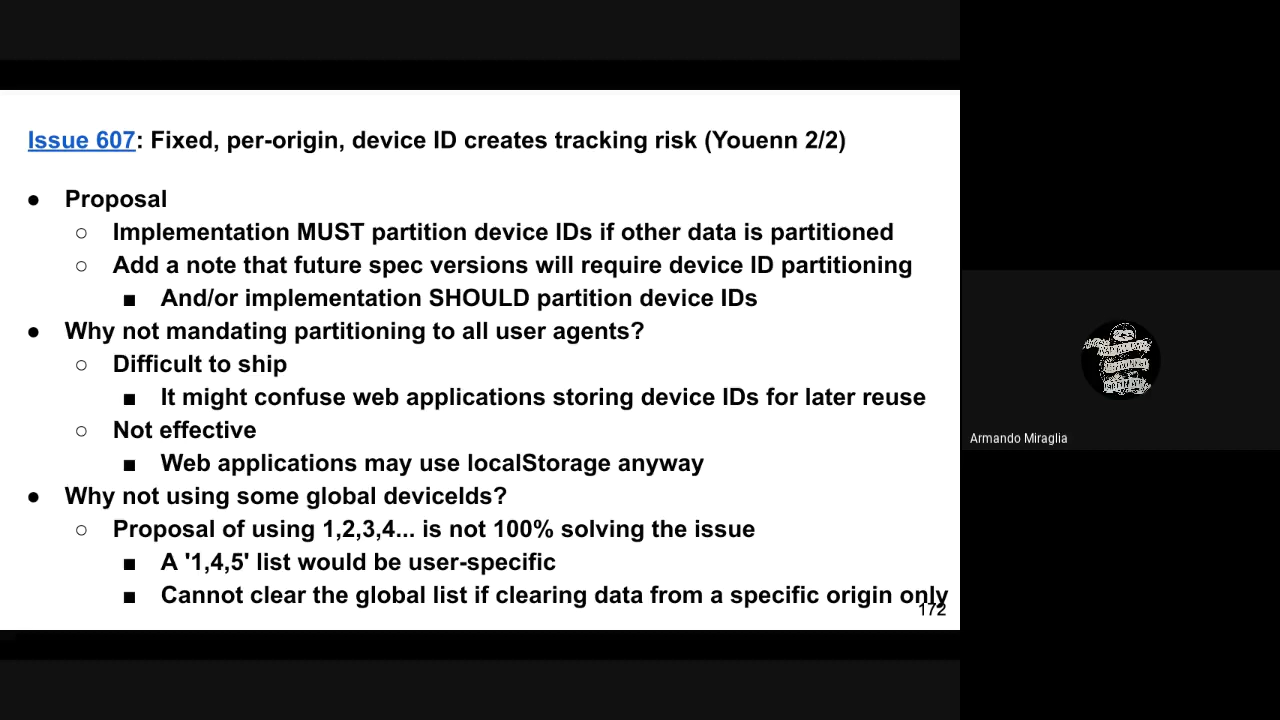 Issue 607: Fixed, per-origin, device ID creates tracking risk (Youenn 2/2)
● Proposal
○ Implementation MUST partition device IDs if other data is partitioned
○ Add a note that future spec versions will require device ID partitioning
■ And/or implementation SHOULD partition device IDs
● Why not mandating partitioning to all user agents?
○ Difficult to ship
■ It might confuse web applications storing device IDs for later reuse
○ Not effective
■ Web applications may use localStorage anyway
● Why not using some global deviceIds?
○ Proposal of using 1,2,3,4... is not 100% solving the issue
■ A '1,4,5' list would be user-specific
■ Cannot clear the global list if clearing data from a specific origin only
172
Armando Miraglia